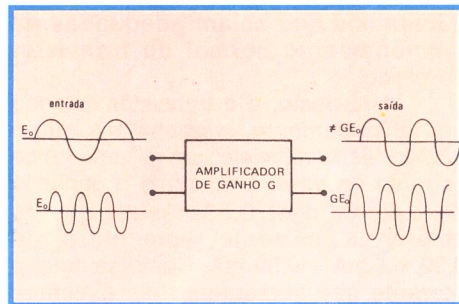 entrada
saída
E₀
≠ GE₀
AMPLIFICADOR
DE GANHO G
E₀
GE₀